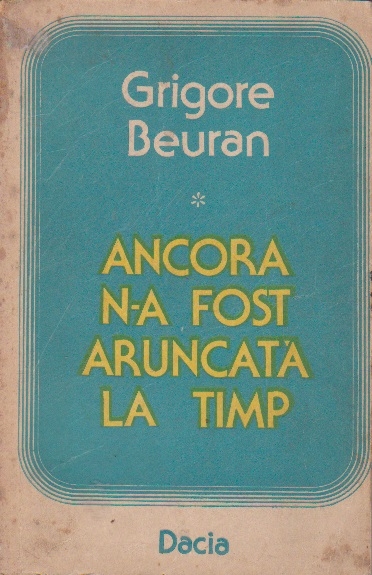 Grigore
Beuran
*
ANCORA
N-A FOST
ARUNCATĂ
LA TIMP
Dacia